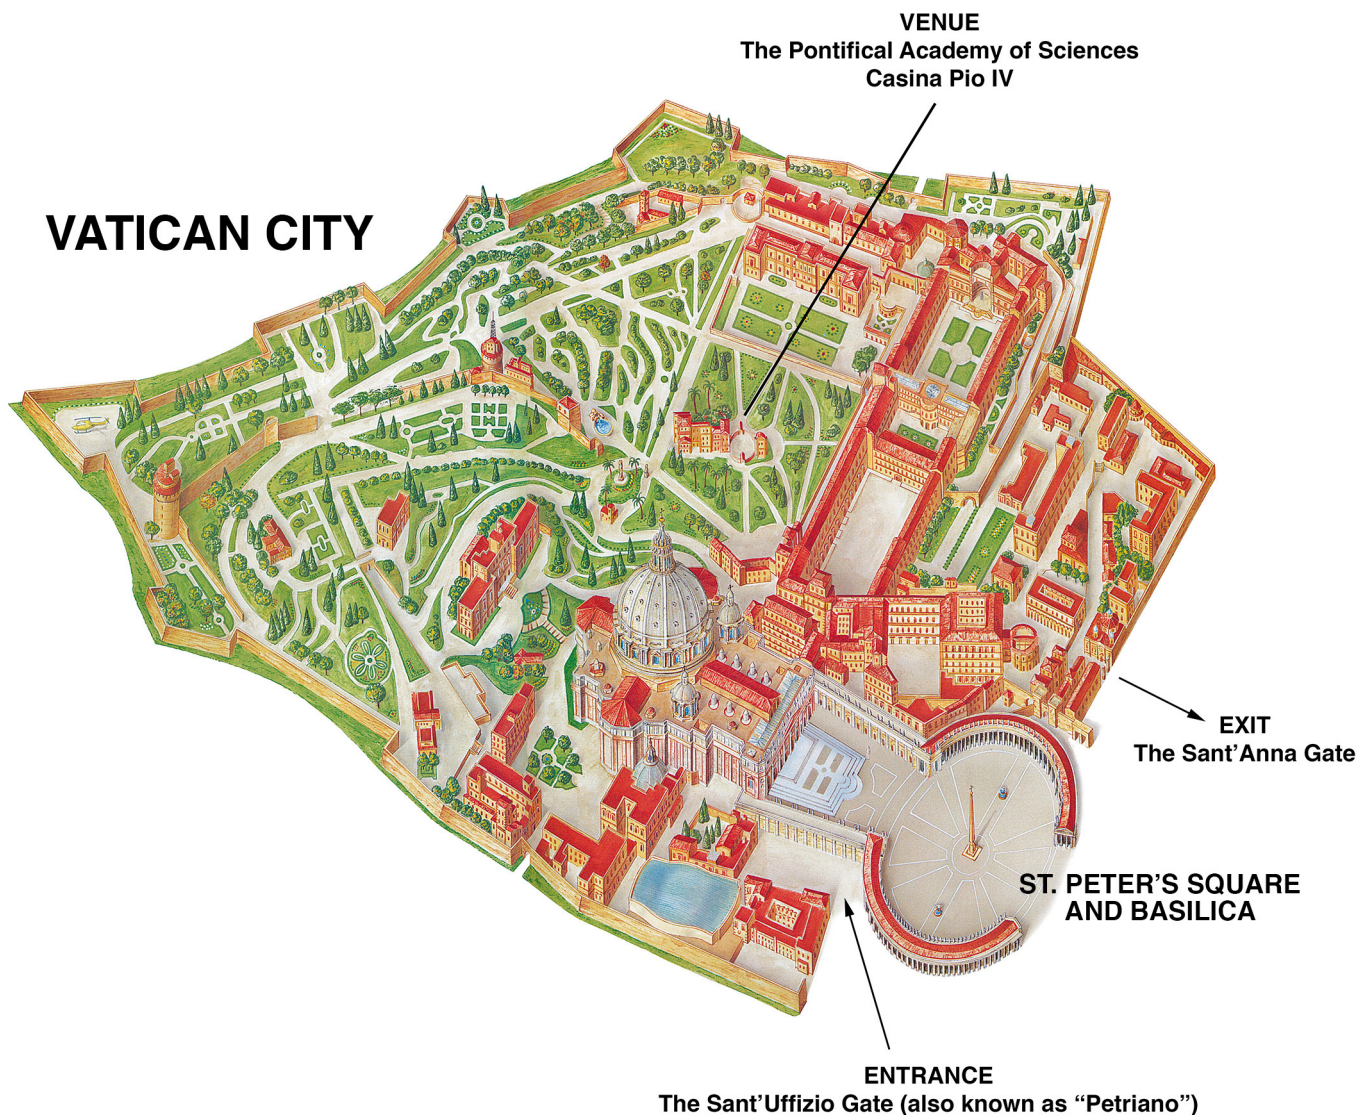 VENUE
The Pontifical Academy of Sciences
Casina Pio IV
VATICAN CITY
EXIT
The Sant'Anna Gate
ST. PETER'S SQUARE
AND BASILICA
ENTRANCE
The Sant'Uffizio Gate (also known as “Petriano”)